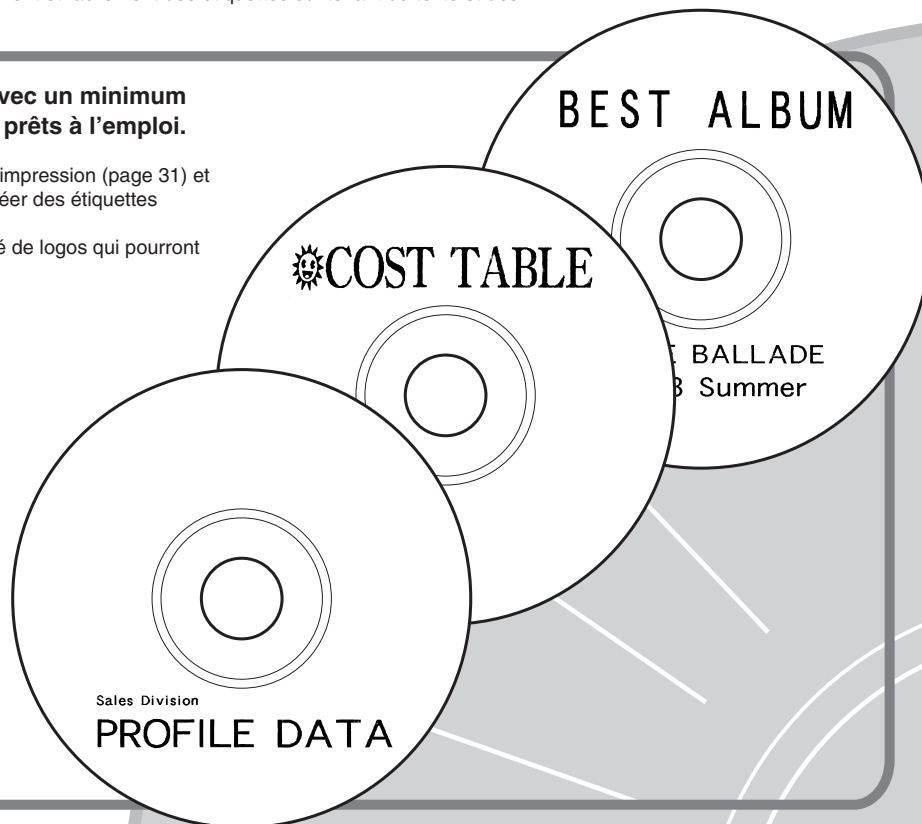 vec un minimum
prêts à l'emploi.
impression (page 31) et
éer des étiquettes
é de logos qui pourront
BEST ALBUM
COST TABLE
BALLADE
Summer
Sales Division
PROFILE DATA